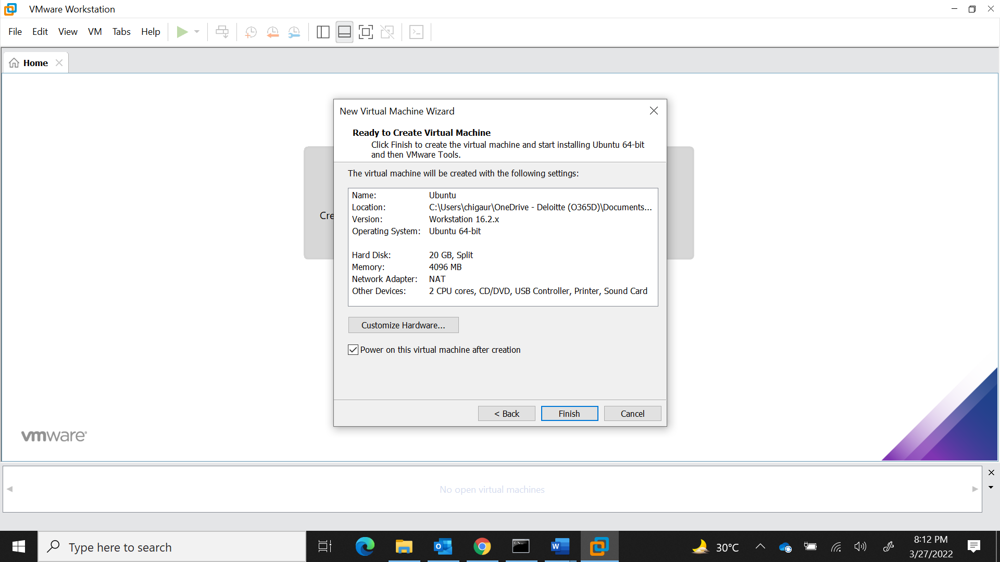 VMware Workstation
File Edit View VM Tabs Help
Home
New Virtual Machine Wizard
Ready to Create Virtual Machine
Click Finish to create the virtual machine and start installing Ubuntu 64-bit
and then VMware Tools.
Cre
The virtual machine will be created with the following settings:
Name: Ubuntu
Location: C:\Users\chigaur\OneDrive - Deloitte (O365D)\Documents...
Version: Workstation 16.2.x
Operating System: Ubuntu 64-bit
Hard Disk: 20 GB, Split
Memory: 4096 MB
Network Adapter: NAT
Other Devices: 2 CPU cores, CD/DVD, USB Controller, Printer, Sound Card
Customize Hardware...
Power on this virtual machine after creation
< Back Finish Cancel
vmware®
No open virtual machines
Type here to search
30°C
8:12 PM
3/27/2022